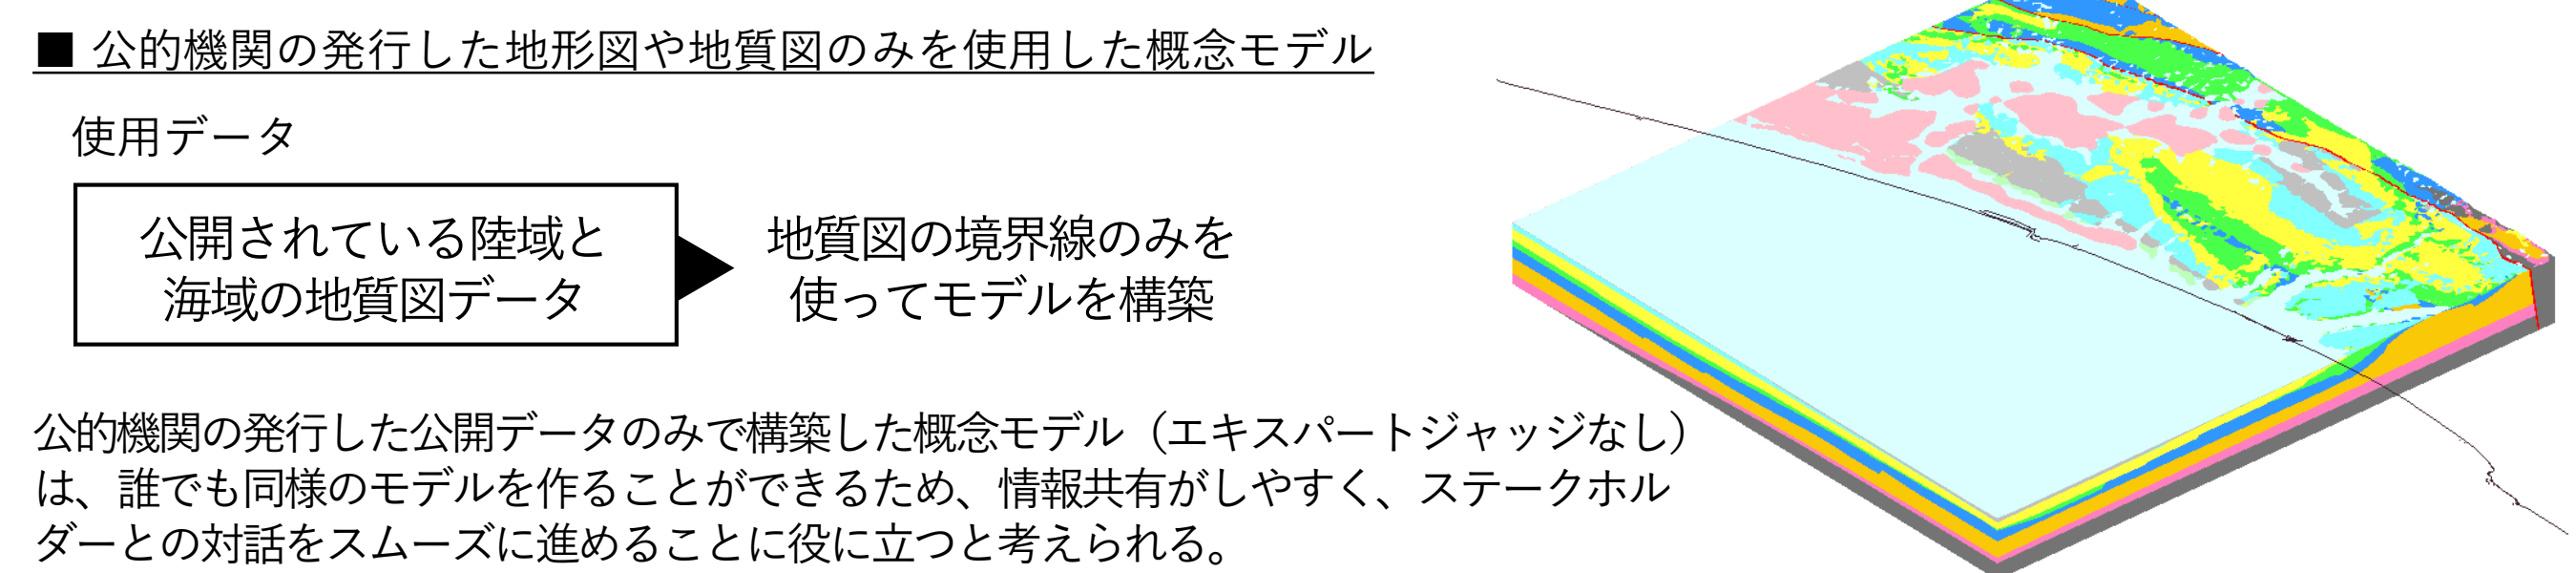 ■ 公的機関の発行した地形図や地質図のみを使用した概念モデル
使用データ
公開されている陸域と
海域の地質図データ
地質図の境界線のみを
使ってモデルを構築
公的機関の発行した公開データのみで構築した概念モデル（エキスパートジャッジなし）
は、誰でも同様のモデルを作ることができるため、情報共有がしやすく、ステークホル
ダーとの対話をスムーズに進めることに役に立つと考えられる。